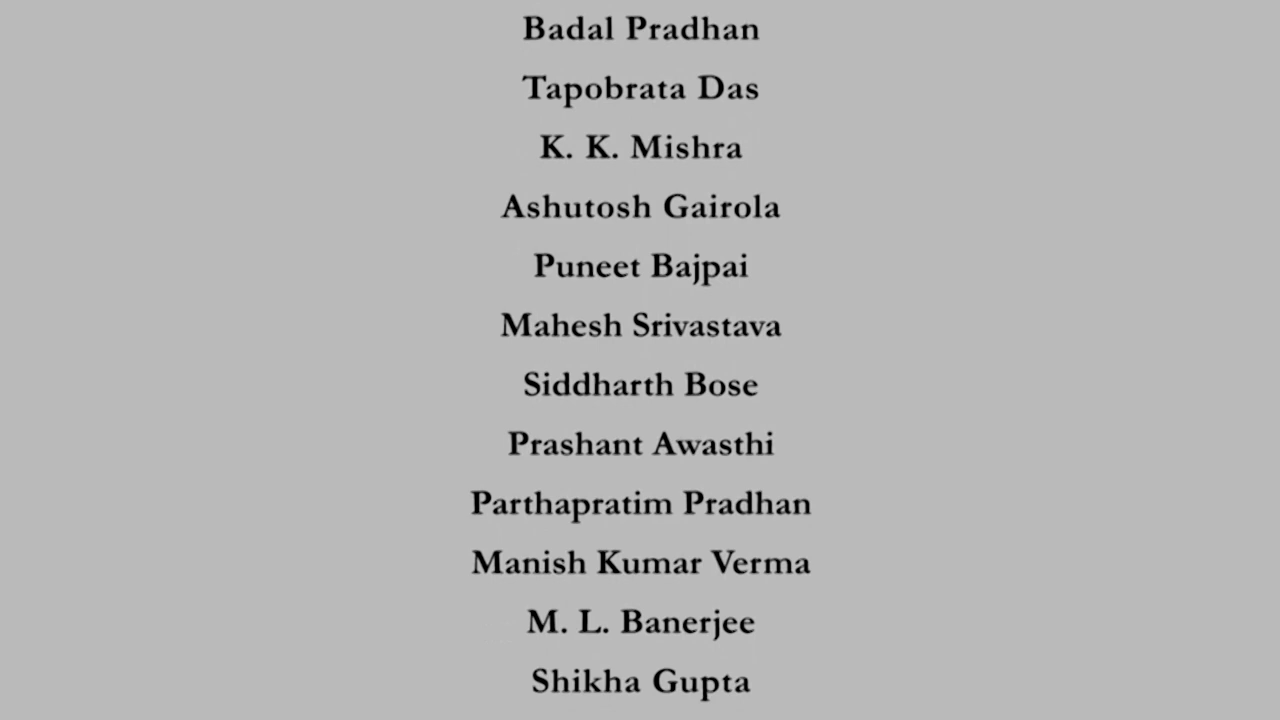 Badal Pradhan
Tapobrata Das
K. K. Mishra
Ashutosh Gairola
Puneet Bajpai
Mahesh Srivastava
Siddharth Bose
Prashant Awasthi
Parthapratim Pradhan
Manish Kumar Verma
M. L. Banerjee
Shikha Gupta